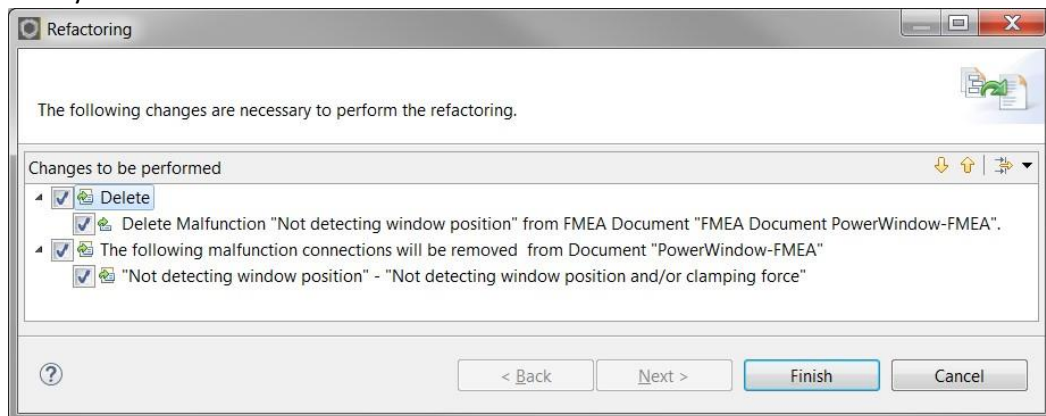 Refactoring
The following changes are necessary to perform the refactoring.
Changes to be performed
Delete
Delete Malfunction "Not detecting window position" from FMEA Document "FMEA Document PowerWindow-FMEA".
The following malfunction connections will be removed from Document "PowerWindow-FMEA"
"Not detecting window position" - "Not detecting window position and/or clamping force"
? < Back Next > Finish Cancel